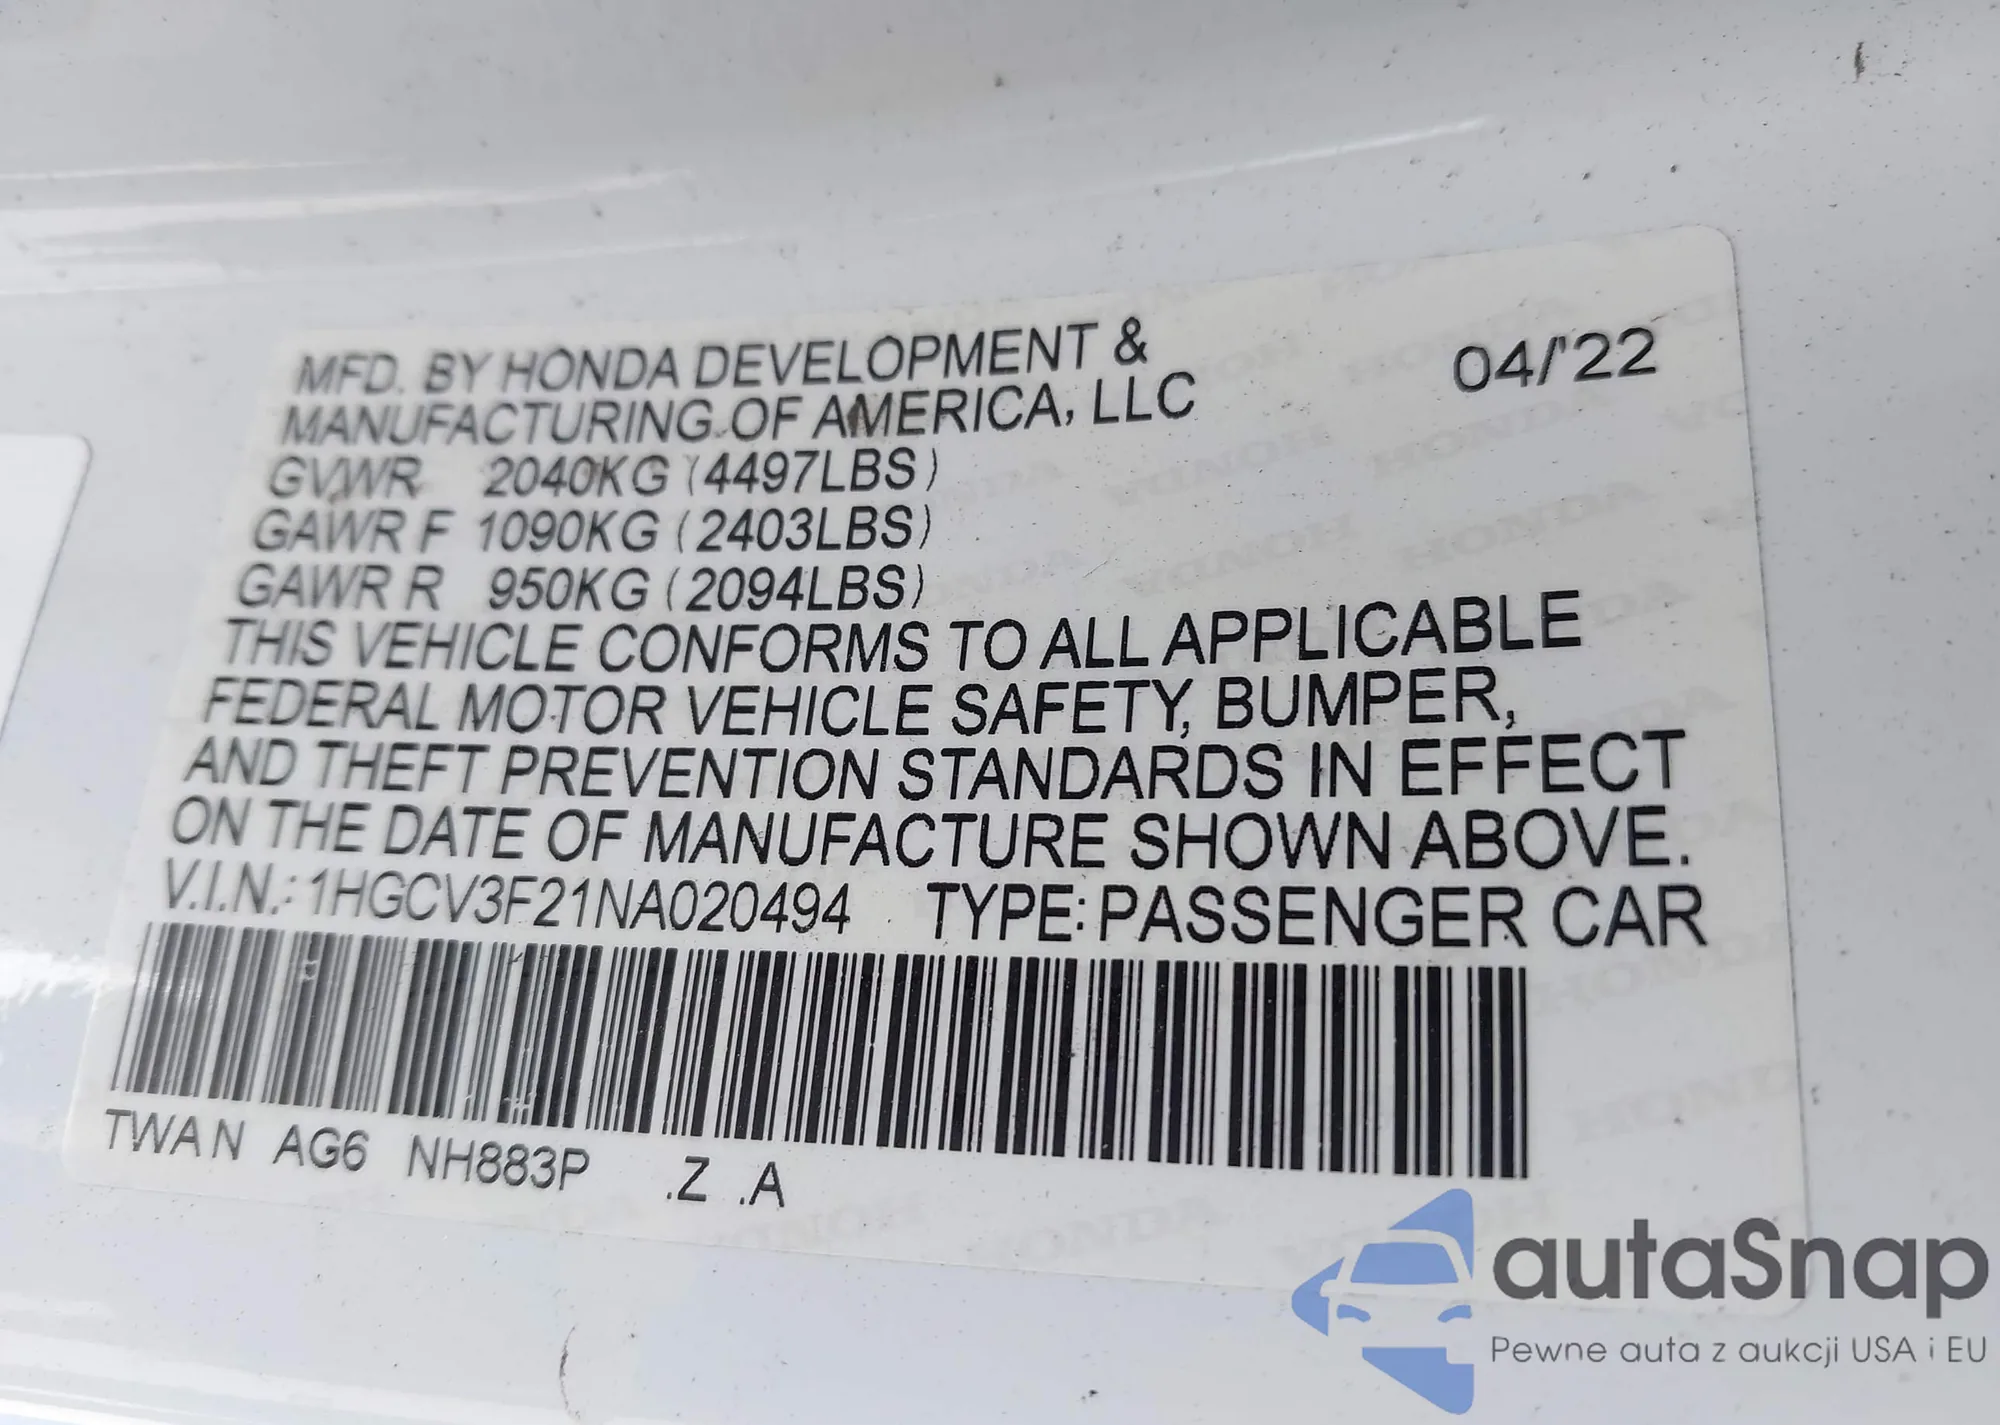 MFD. BY HONDA DEVELOPMENT &
MANUFACTURING OF AMERICA, LLC
04/'22
GVWR 2040KG (4497LBS)
GAWR F 1090KG (2403LBS)
GAWR R 950KG (2094LBS)
THIS VEHICLE CONFORMS TO ALL APPLICABLE
FEDERAL MOTOR VEHICLE SAFETY, BUMPER,
AND THEFT PREVENTION STANDARDS IN EFFECT
ON THE DATE OF MANUFACTURE SHOWN ABOVE.
V.I.N.: 1HGCV3F21NA020494 TYPE: PASSENGER CAR
TWAN AG6 NH883P .Z .A
autaSnap
Pewne auta z aukcji USA i EU